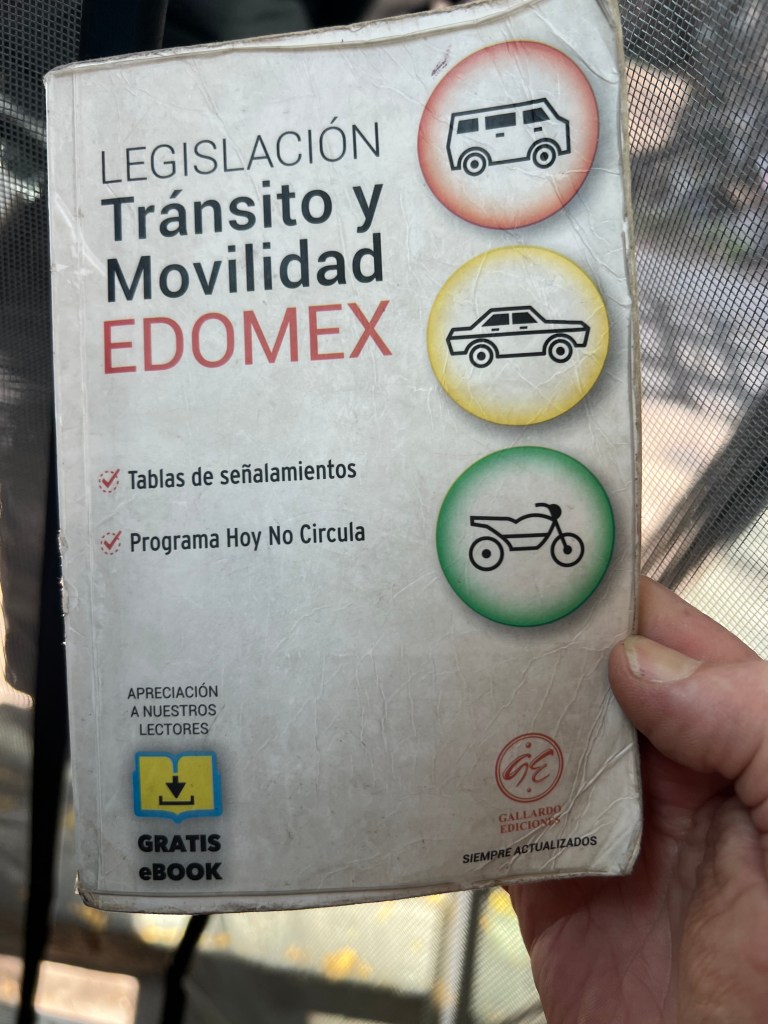 LEGISLACIÓN
Tránsito y
Movilidad
EDOMEX
Tablas de señalamientos
Programa Hoy No Circula
APRECIACIÓN
A NUESTROS
LECTORES
GRATIS
eBOOK
GALLARDO
EDICIONES
SIEMPRE ACTUALIZADOS